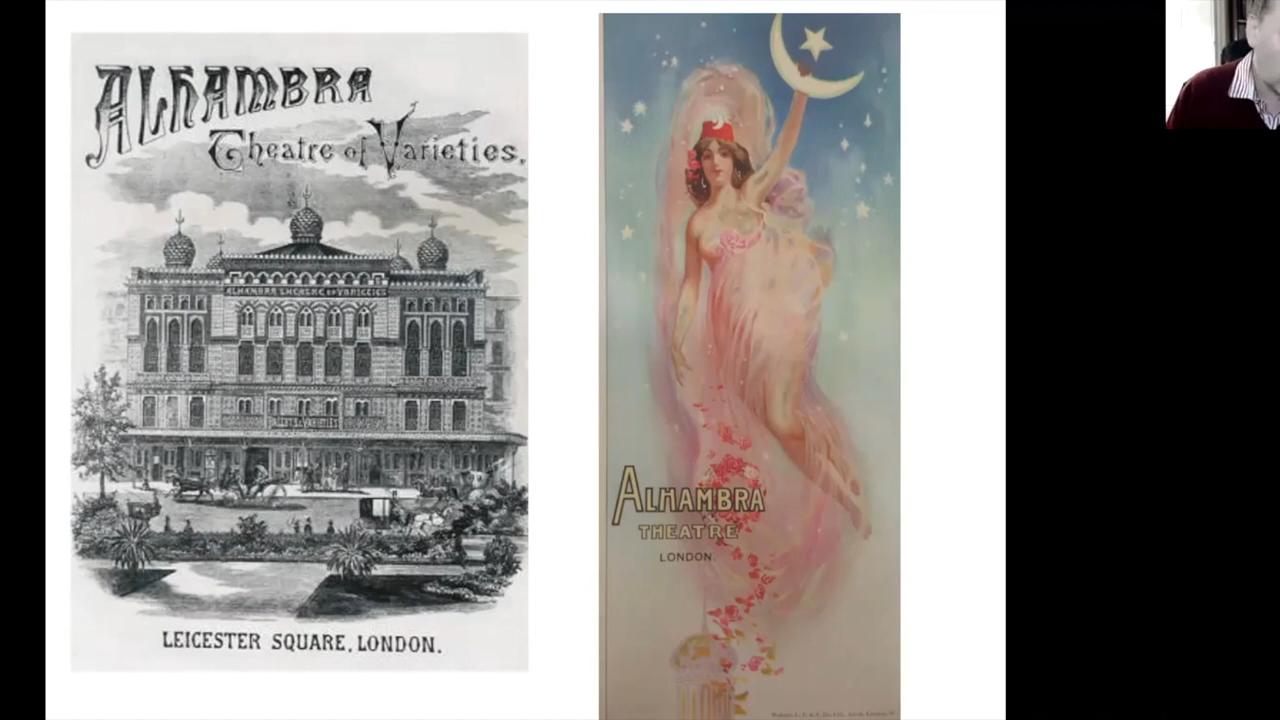 ALHAMBRA
Theatre of Varieties.
ALHAMBRA THEATRE OF VARIETIES
LEICESTER SQUARE, LONDON.
ALHAMBRA
THEATRE
LONDON.